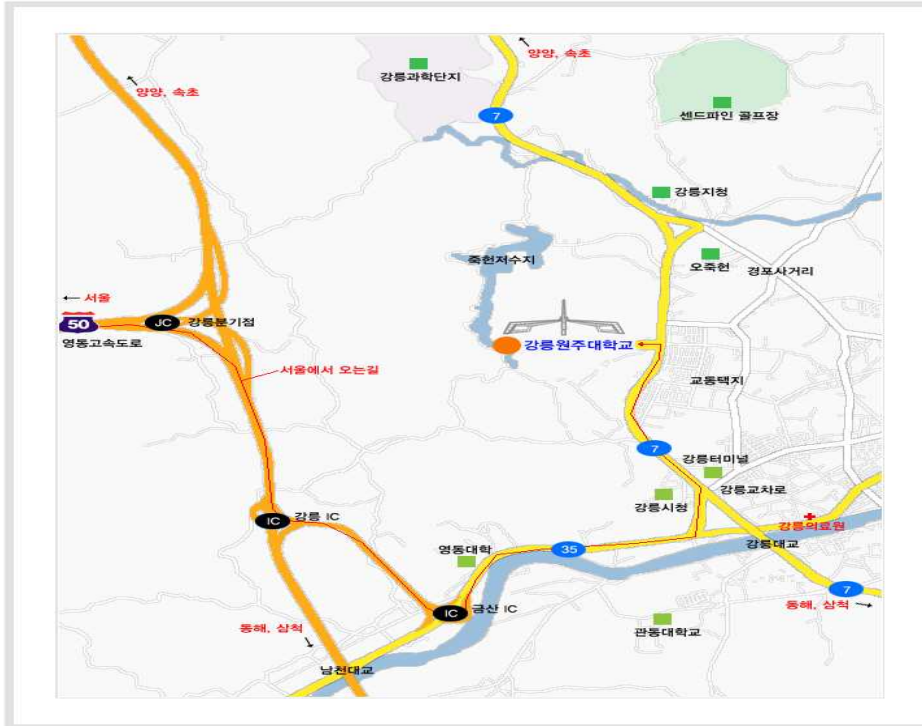 양양, 속초
강릉과학단지
양양, 속초
7
센드파인 골프장
강릉지청
죽헌저수지
오죽헌
경포사거리
서울
50
JC
강릉분기점
영동고속도로
강릉원주대학교
서울에서 오는길
교동택지
7
강릉터미널
강릉시청
강릉교차로
IC
강릉 IC
강릉의료원
영동대학
35
강릉대교
7
동해, 삼척
IC
금산 IC
동해, 삼척
관동대학교
남천대교